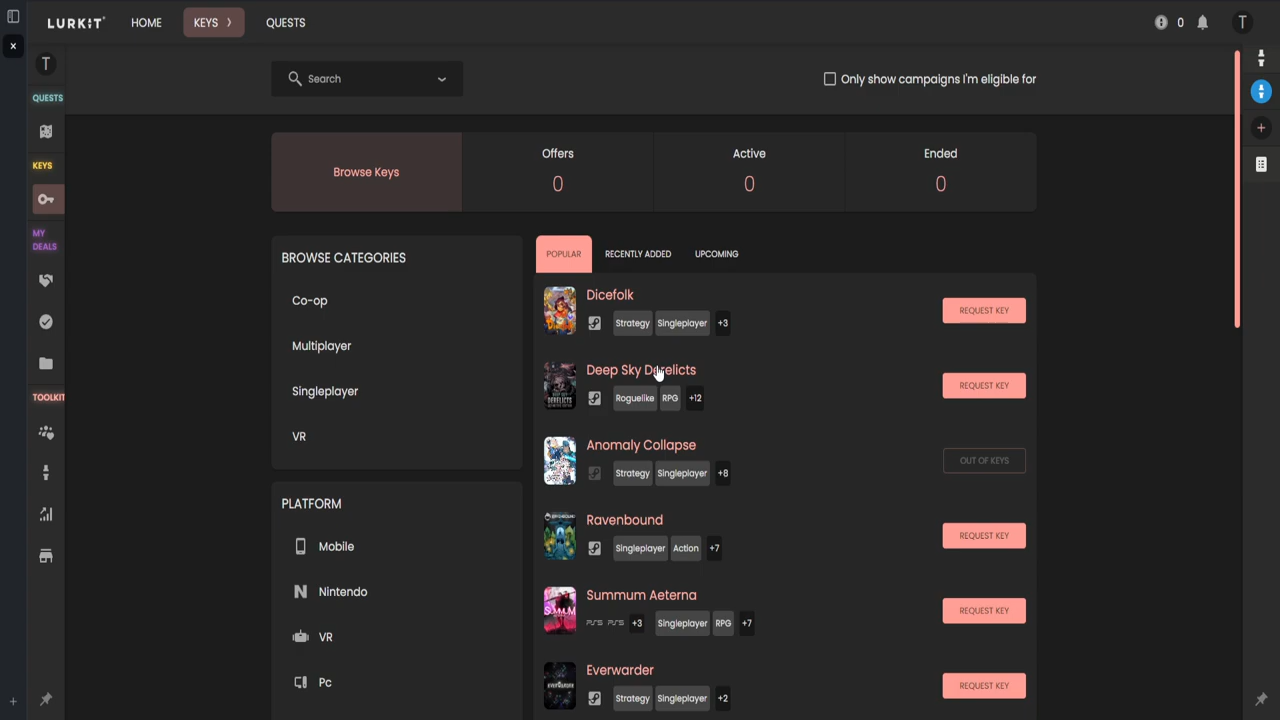 LURKIT
HOME
KEYS
QUESTS
0
T
T
QUESTS
KEYS
MY
DEALS
TOOLKIT
Search
Only show campaigns I'm eligible for
Browse Keys
Offers
0
Active
0
Ended
0
BROWSE CATEGORIES
Co-op
Multiplayer
Singleplayer
VR
PLATFORM
Mobile
Nintendo
VR
Pc
POPULAR
RECENTLY ADDED
UPCOMING
Dicefolk
Strategy Singleplayer +3
REQUEST KEY
Deep Sky Derelicts
Roguelike RPG +12
REQUEST KEY
Anomaly Collapse
Strategy Singleplayer +8
OUT OF KEYS
Ravenbound
Singleplayer Action +7
REQUEST KEY
Summum Aeterna
PS5 PS5 +3 Singleplayer RPG +7
REQUEST KEY
Everwarder
Strategy Singleplayer +2
REQUEST KEY